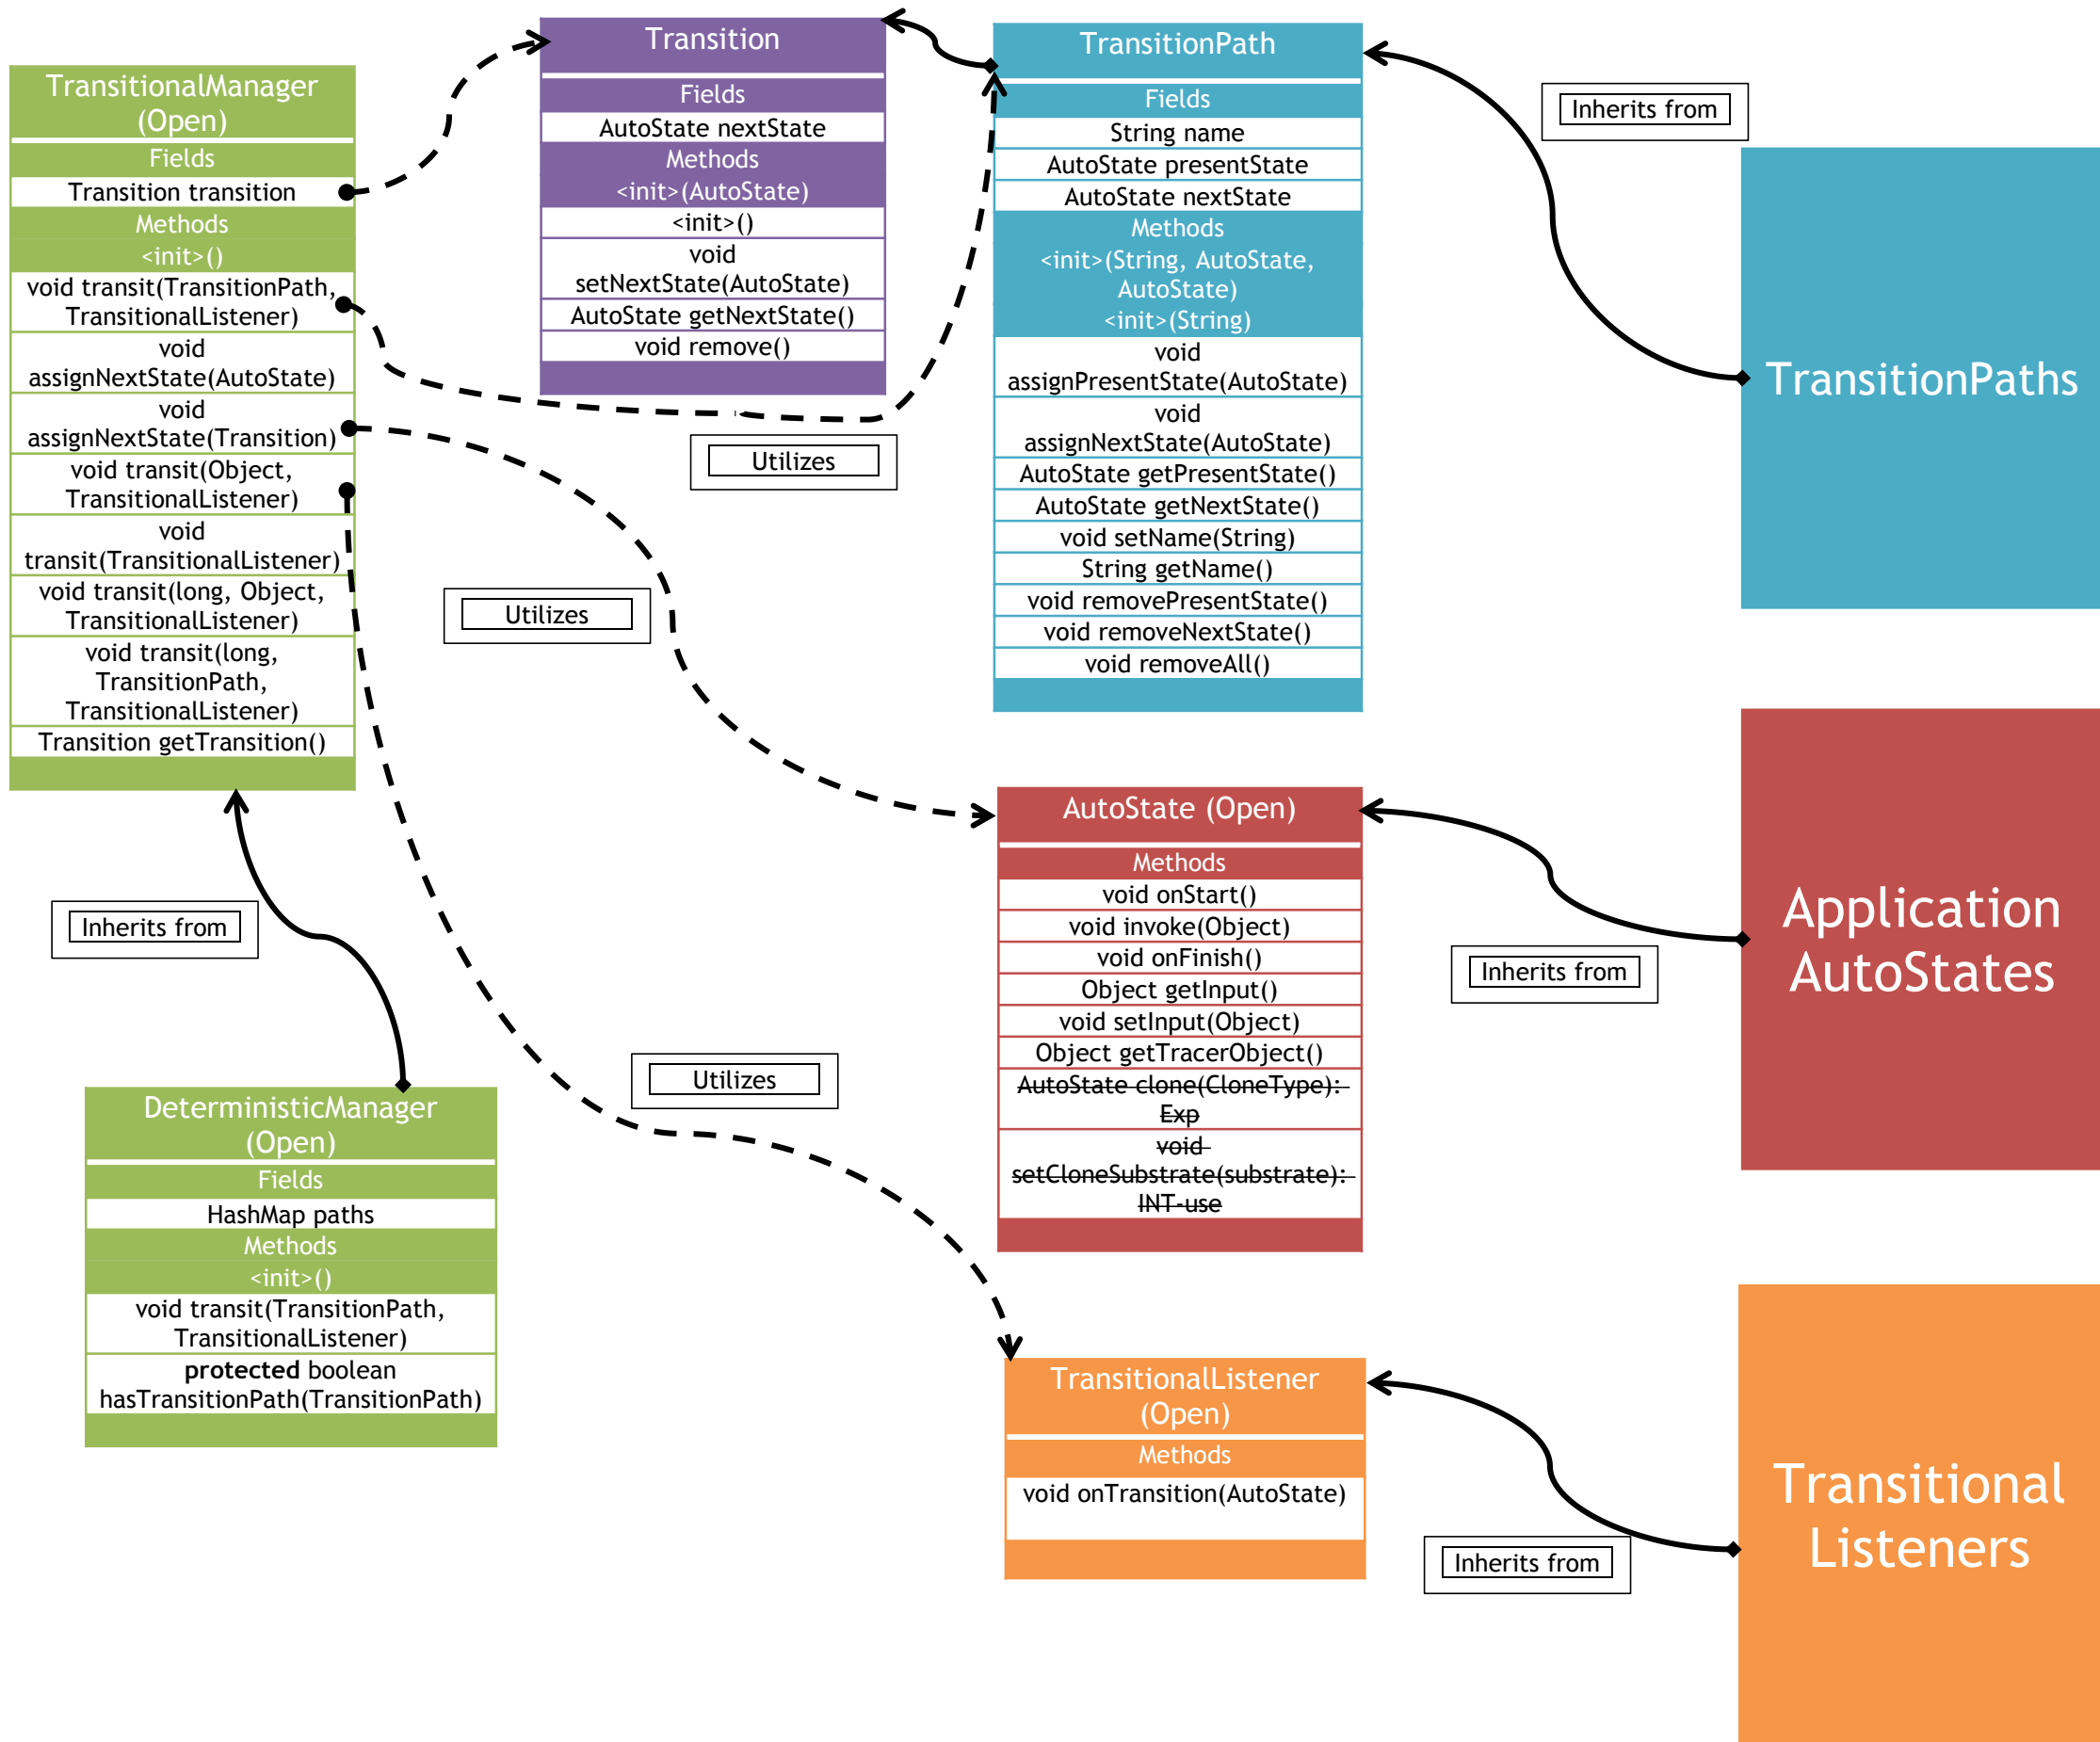 TransitionalManager
(Open)
Fields
Transition transition
Methods
<init>()
void transit(TransitionPath,
TransitionalListener)
void
assignNextState(AutoState)
void
assignNextState(Transition)
void transit(Object,
TransitionalListener)
void
transit(TransitionalListener)
void transit(long, Object,
TransitionalListener)
void transit(long,
TransitionPath,
TransitionalListener)
Transition getTransition()
Transition
Fields
AutoState nextState
Methods
<init>(AutoState)
<init>()
void
setNextState(AutoState)
AutoState getNextState()
void remove()
TransitionPath
Fields
String name
AutoState presentState
AutoState nextState
Methods
<init>(String, AutoState,
AutoState)
<init>(String)
void
assignPresentState(AutoState)
void
assignNextState(AutoState)
AutoState getPresentState()
AutoState getNextState()
void setName(String)
String getName()
void removePresentState()
void removeNextState()
void removeAll()
Inherits from
TransitionPaths
Utilizes
Utilizes
AutoState (Open)
Methods
void onStart()
void invoke(Object)
void onFinish()
Object getInput()
void setInput(Object)
Object getTracerObject()
AutoState clone(CloneType):
Exp
void
setCloneSubstrate(substrate):
INT-use
Inherits from
Application
AutoStates
Inherits from
DeterministicManager
(Open)
Fields
HashMap paths
Methods
<init>()
void transit(TransitionPath,
TransitionalListener)
protected boolean
hasTransitionPath(TransitionPath)
Utilizes
TransitionalListener
(Open)
Methods
void onTransition(AutoState)
Inherits from
Transitional
Listeners